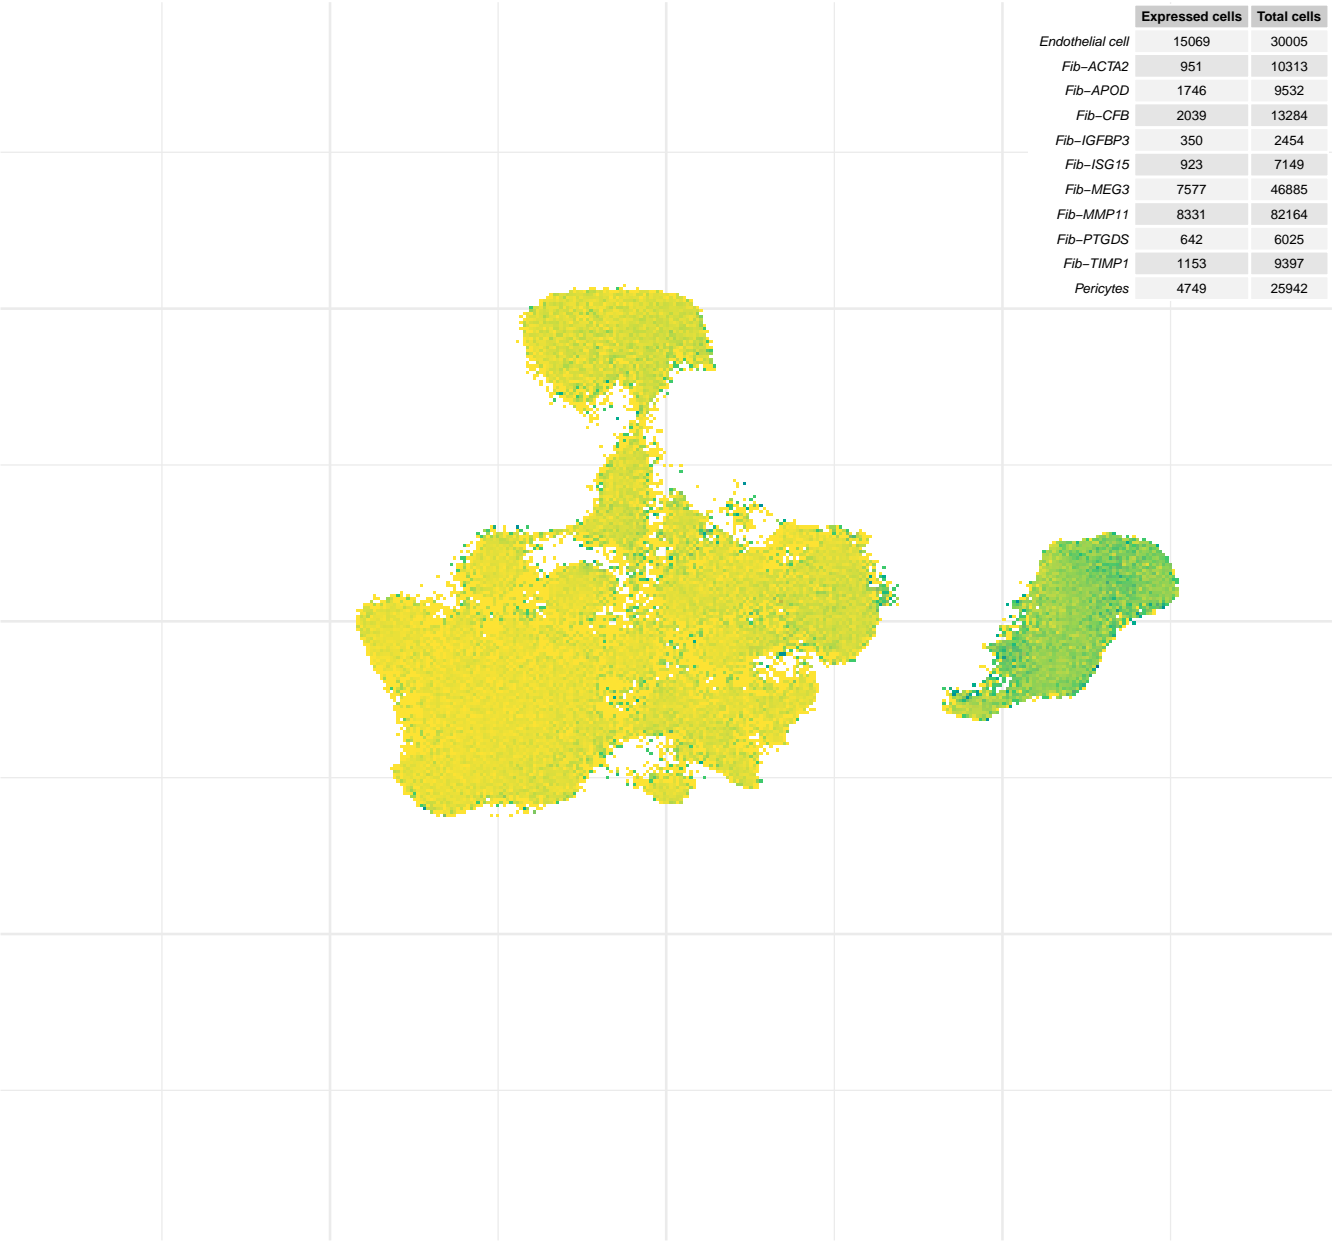 Expressed cells Total cells
Endothelial cell 15069 30005
Fib−ACTA2 951 10313
Fib−APOD 1746 9532
Fib−CFB 2039 13284
Fib−IGFBP3 350 2454
Fib−ISG15 923 7149
Fib−MEG3 7577 46885
Fib−MMP11 8331 82164
Fib−PTGDS 642 6025
Fib−TIMP1 1153 9397
Pericytes 4749 25942